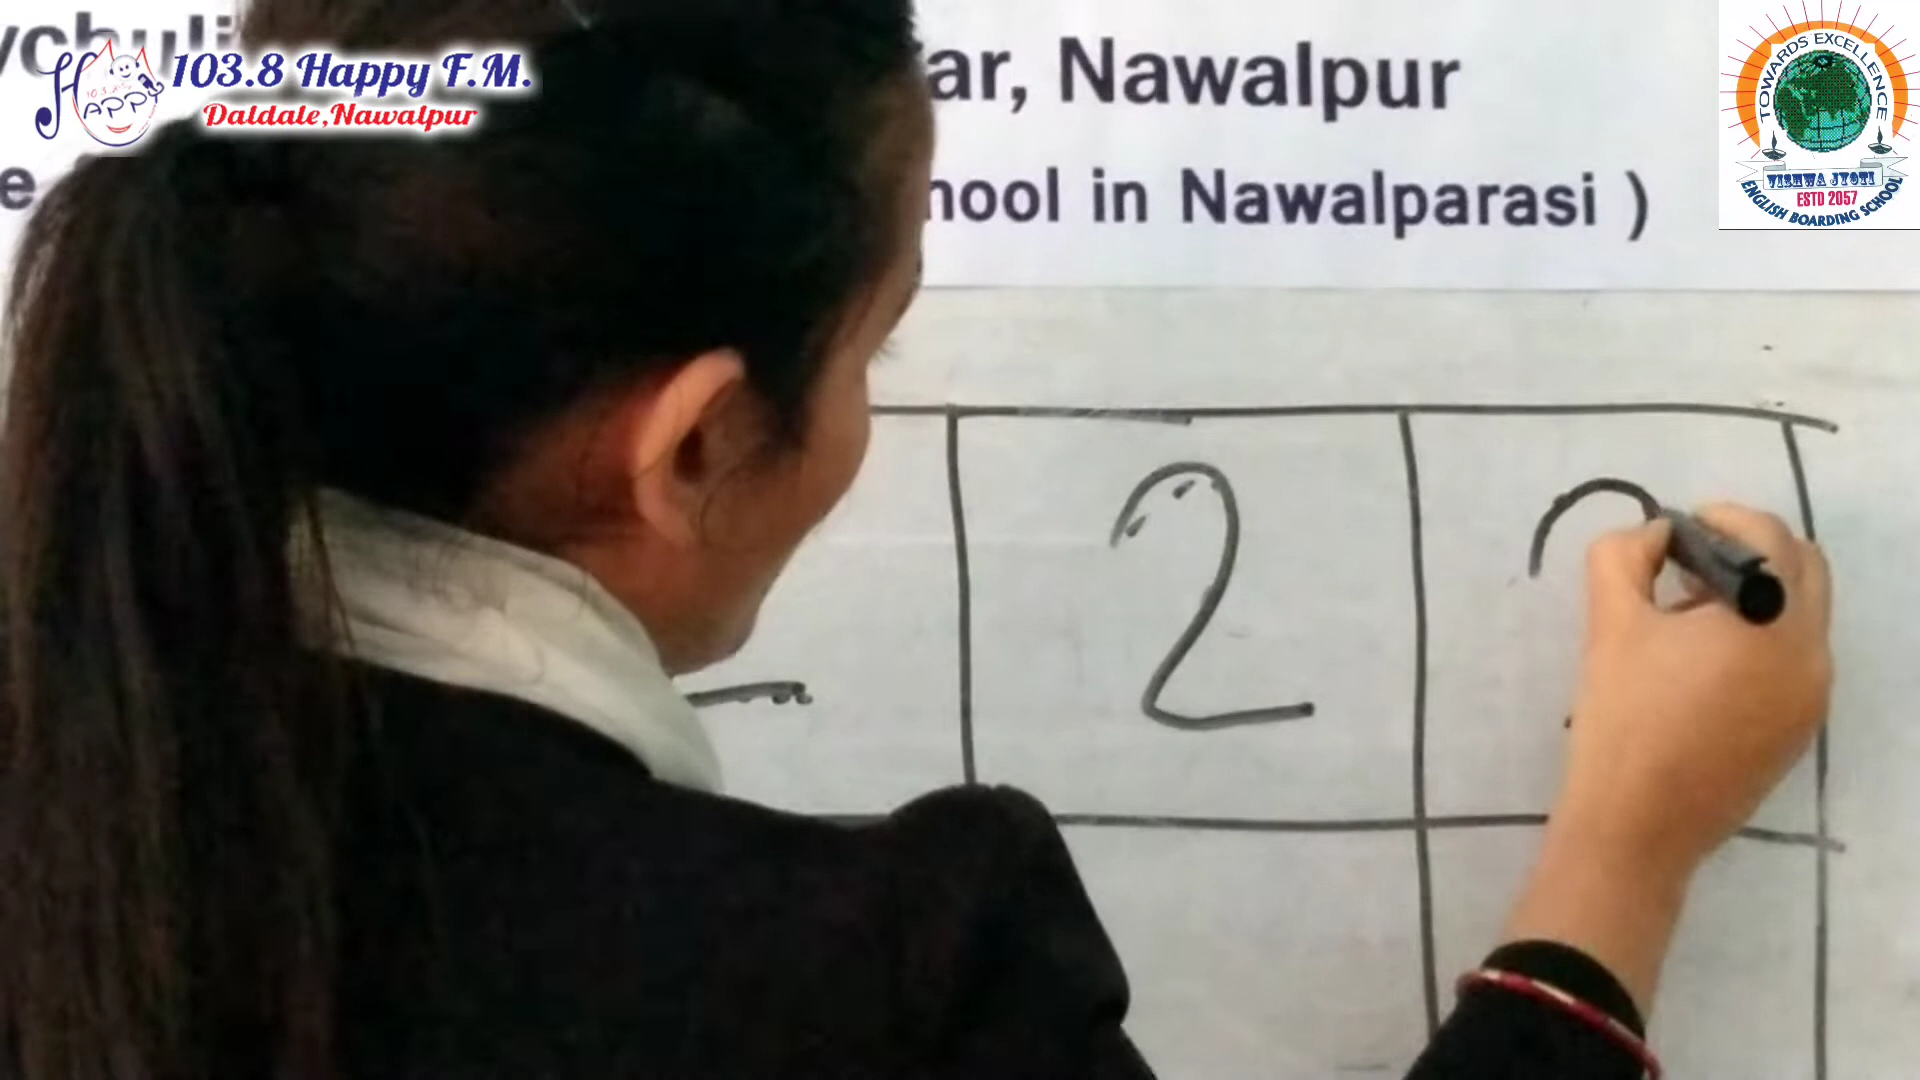 103.8 Happy F.M.
Daldale,Nawalpur
HAPPY
ar, Nawalpur
hool in Nawalparasi )
TOWARDS EXCELLENCE
VISHWA JYOTI
ESTD 2057
ENGLISH BOARDING SCHOOL
2